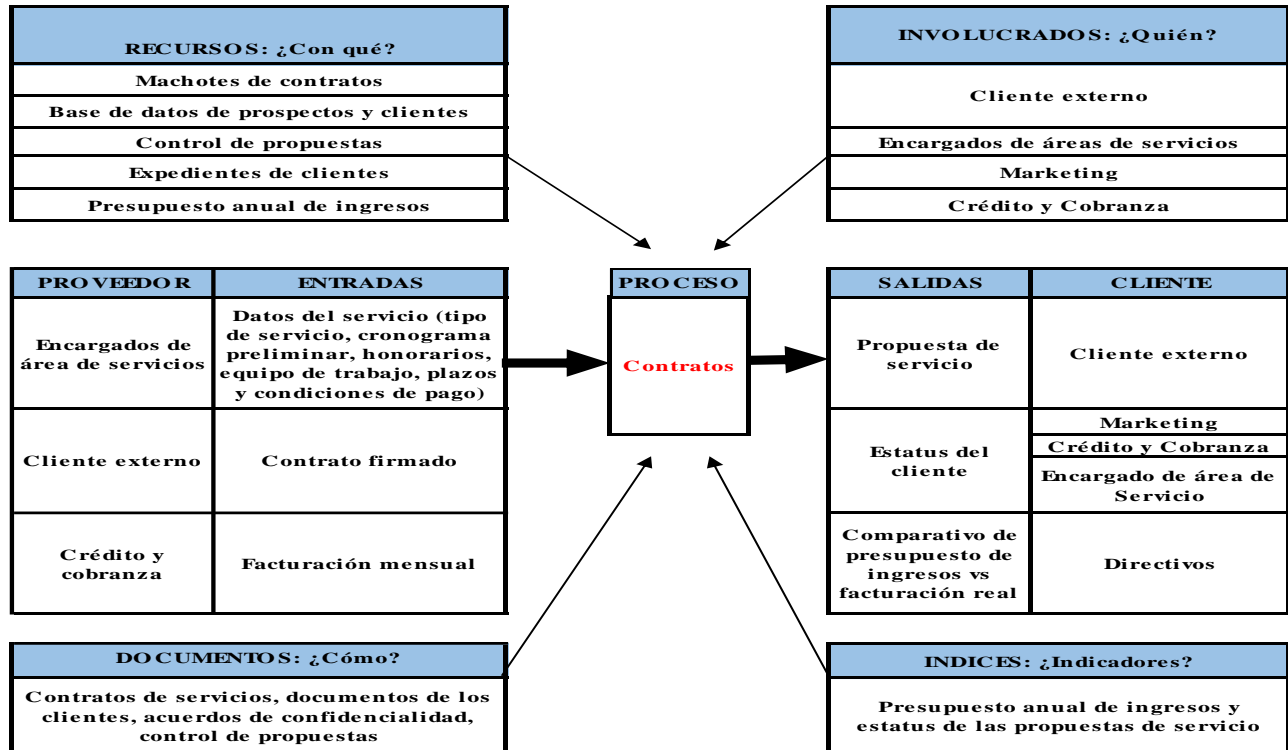 RECURSOS: ¿Con qué?
Machotes de contratos
Base de datos de prospectos y clientes
Control de propuestas
Expedientes de clientes
Presupuesto anual de ingresos
INVOLUCRADOS: ¿Quién?
Cliente externo
Encargados de áreas de servicios
Marketing
Crédito y Cobranza
PROVEEDOR
ENTRADAS
Encargados de
área de servicios
Datos del servicio (tipo
de servicio, cronograma
preliminar, honorarios,
equipo de trabajo, plazos
y condiciones de pago)
Cliente externo
Contrato firmado
Crédito y
cobranza
Facturación mensual
PROCESO
Contratos
SALIDAS
CLIENTE
Propuesta de
servicio
Cliente externo
Estatus del
cliente
Marketing
Crédito y Cobranza
Encargado de área de
Servicio
Comparativo de
presupuesto de
ingresos vs
facturación real
Directivos
DOCUMENTOS: ¿Cómo?
Contratos de servicios, documentos de los
clientes, acuerdos de confidencialidad,
control de propuestas
INDICES: ¿Indicadores?
Presupuesto anual de ingresos y
estatus de las propuestas de servicio